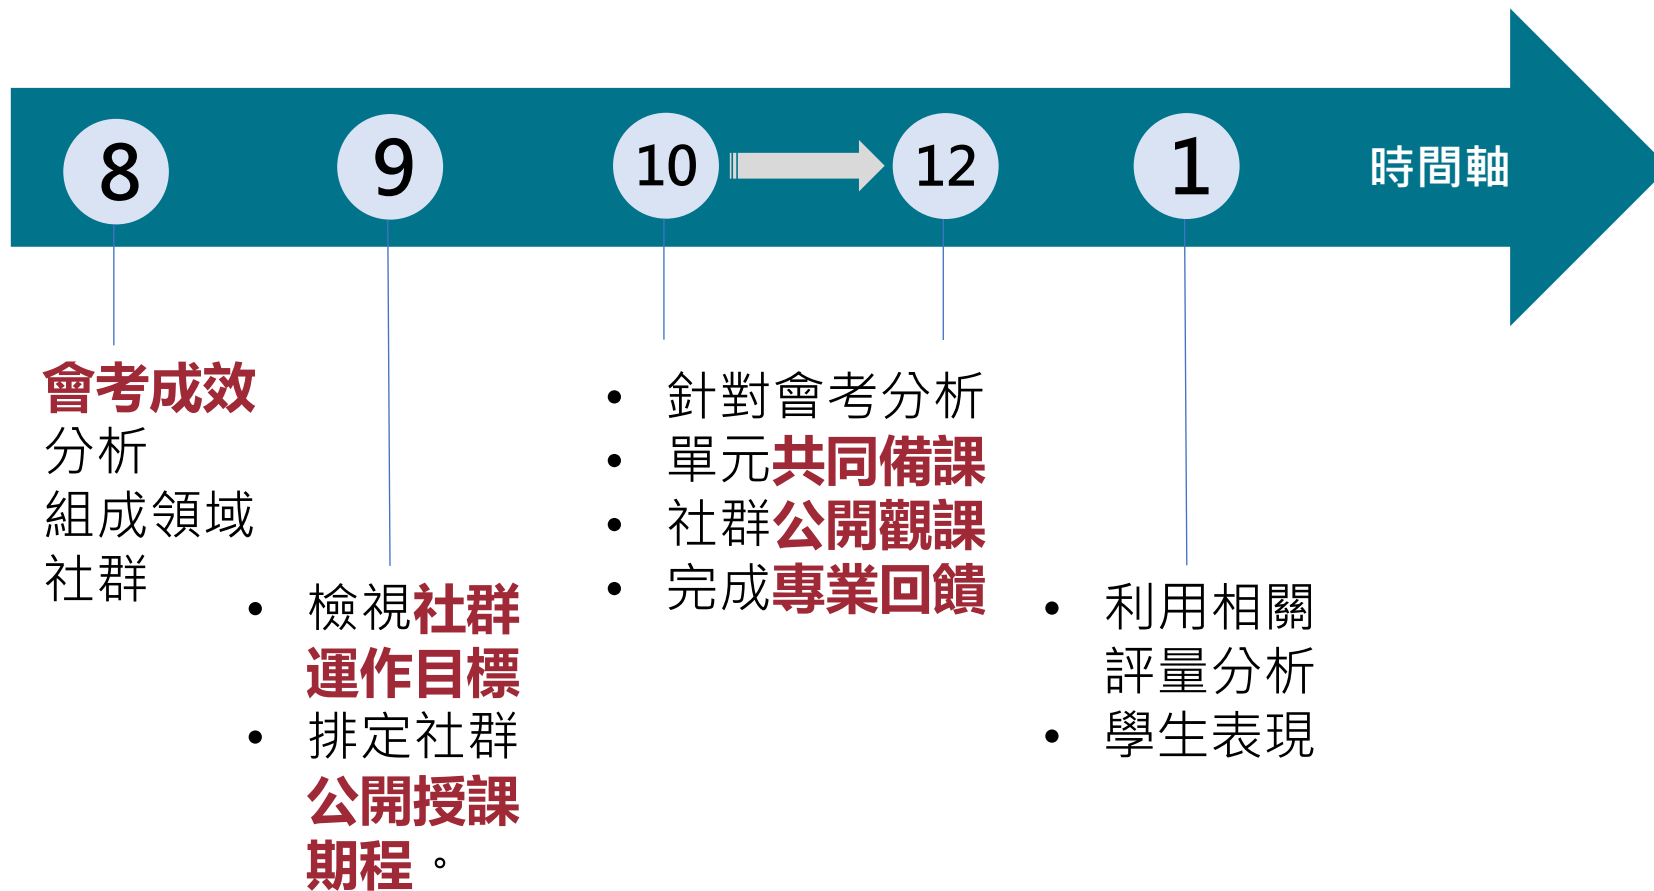 8
9
10
12
1
時間軸
會考成效
分析
組成領域
社群
• 檢視社群
運作目標
• 排定社群
公開授課
期程。
• 針對會考分析
• 單元共同備課
• 社群公開觀課
• 完成專業回饋
• 利用相關
評量分析
• 學生表現